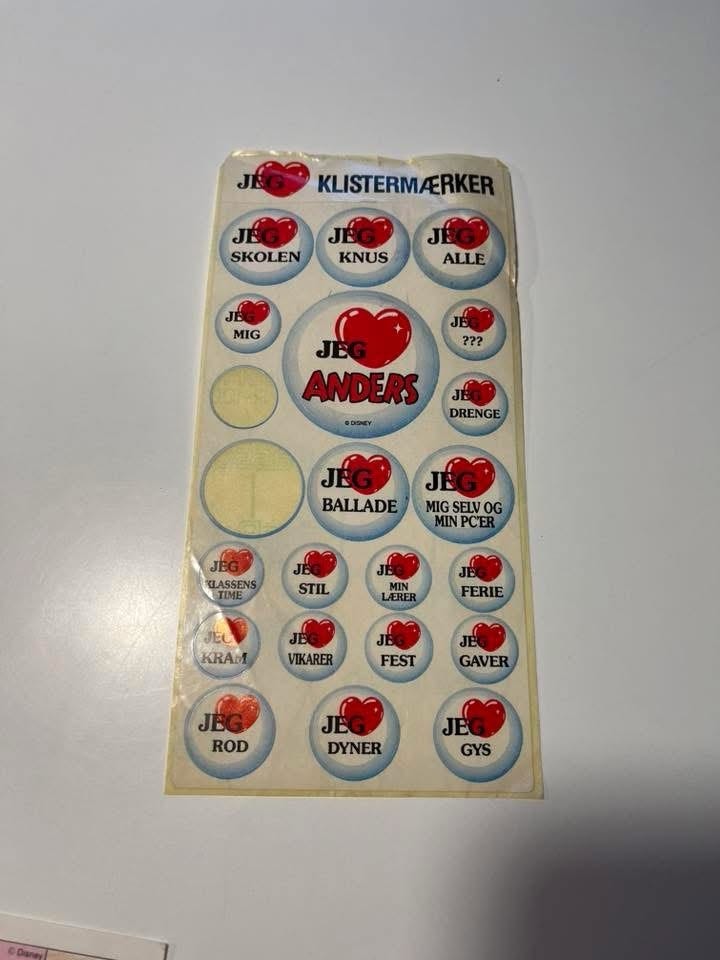 JEG KLISTERMÆRKER
JEG
SKOLEN
JEG
KNUS
JEG
ALLE
JEG
MIG
JEG
ANDERS
© DISNEY
JEG
???
JEG
DRENGE
JEG
BALLADE
JEG
MIG SELV OG
MIN PC'ER
JEG
KLASSENS
TIME
JEG
STIL
JEG
MIN
LÆRER
JEG
FERIE
JEG
KRAM
JEG
VIKARER
JEG
FEST
JEG
GAVER
JEG
ROD
JEG
DYNER
JEG
GYS
© Disney